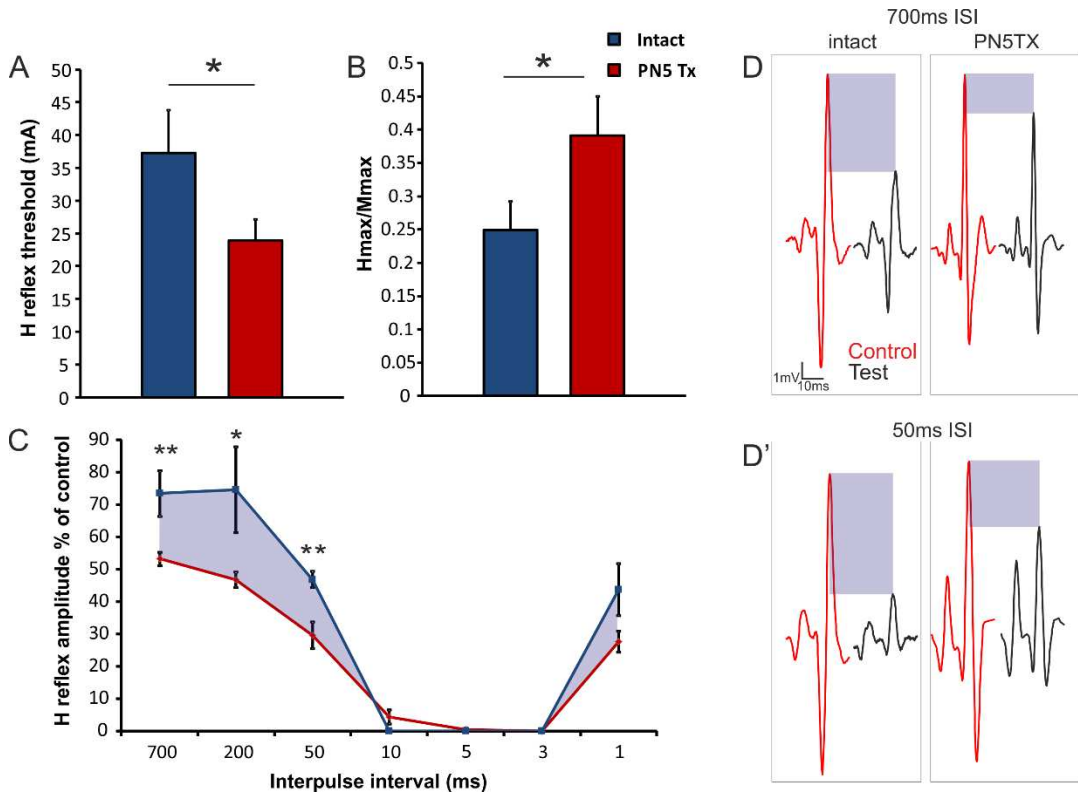 A
H reflex threshold (mA)
50
45
40
35
30
25
20
15
10
5
0
*
B
Hmax/Mmax
0.5
0.45
0.4
0.35
0.3
0.25
0.2
0.15
0.1
0.05
0
*
Intact
PN5 Tx
C
H reflex amplitude % of control
90
80
70
60
50
40
30
20
10
0
**
*
**
700 200 50 10 5 3 1
Interpulse interval (ms)
700ms ISI
D
intact PN5TX
Control
Test
1mV
10ms
50ms ISI
D'